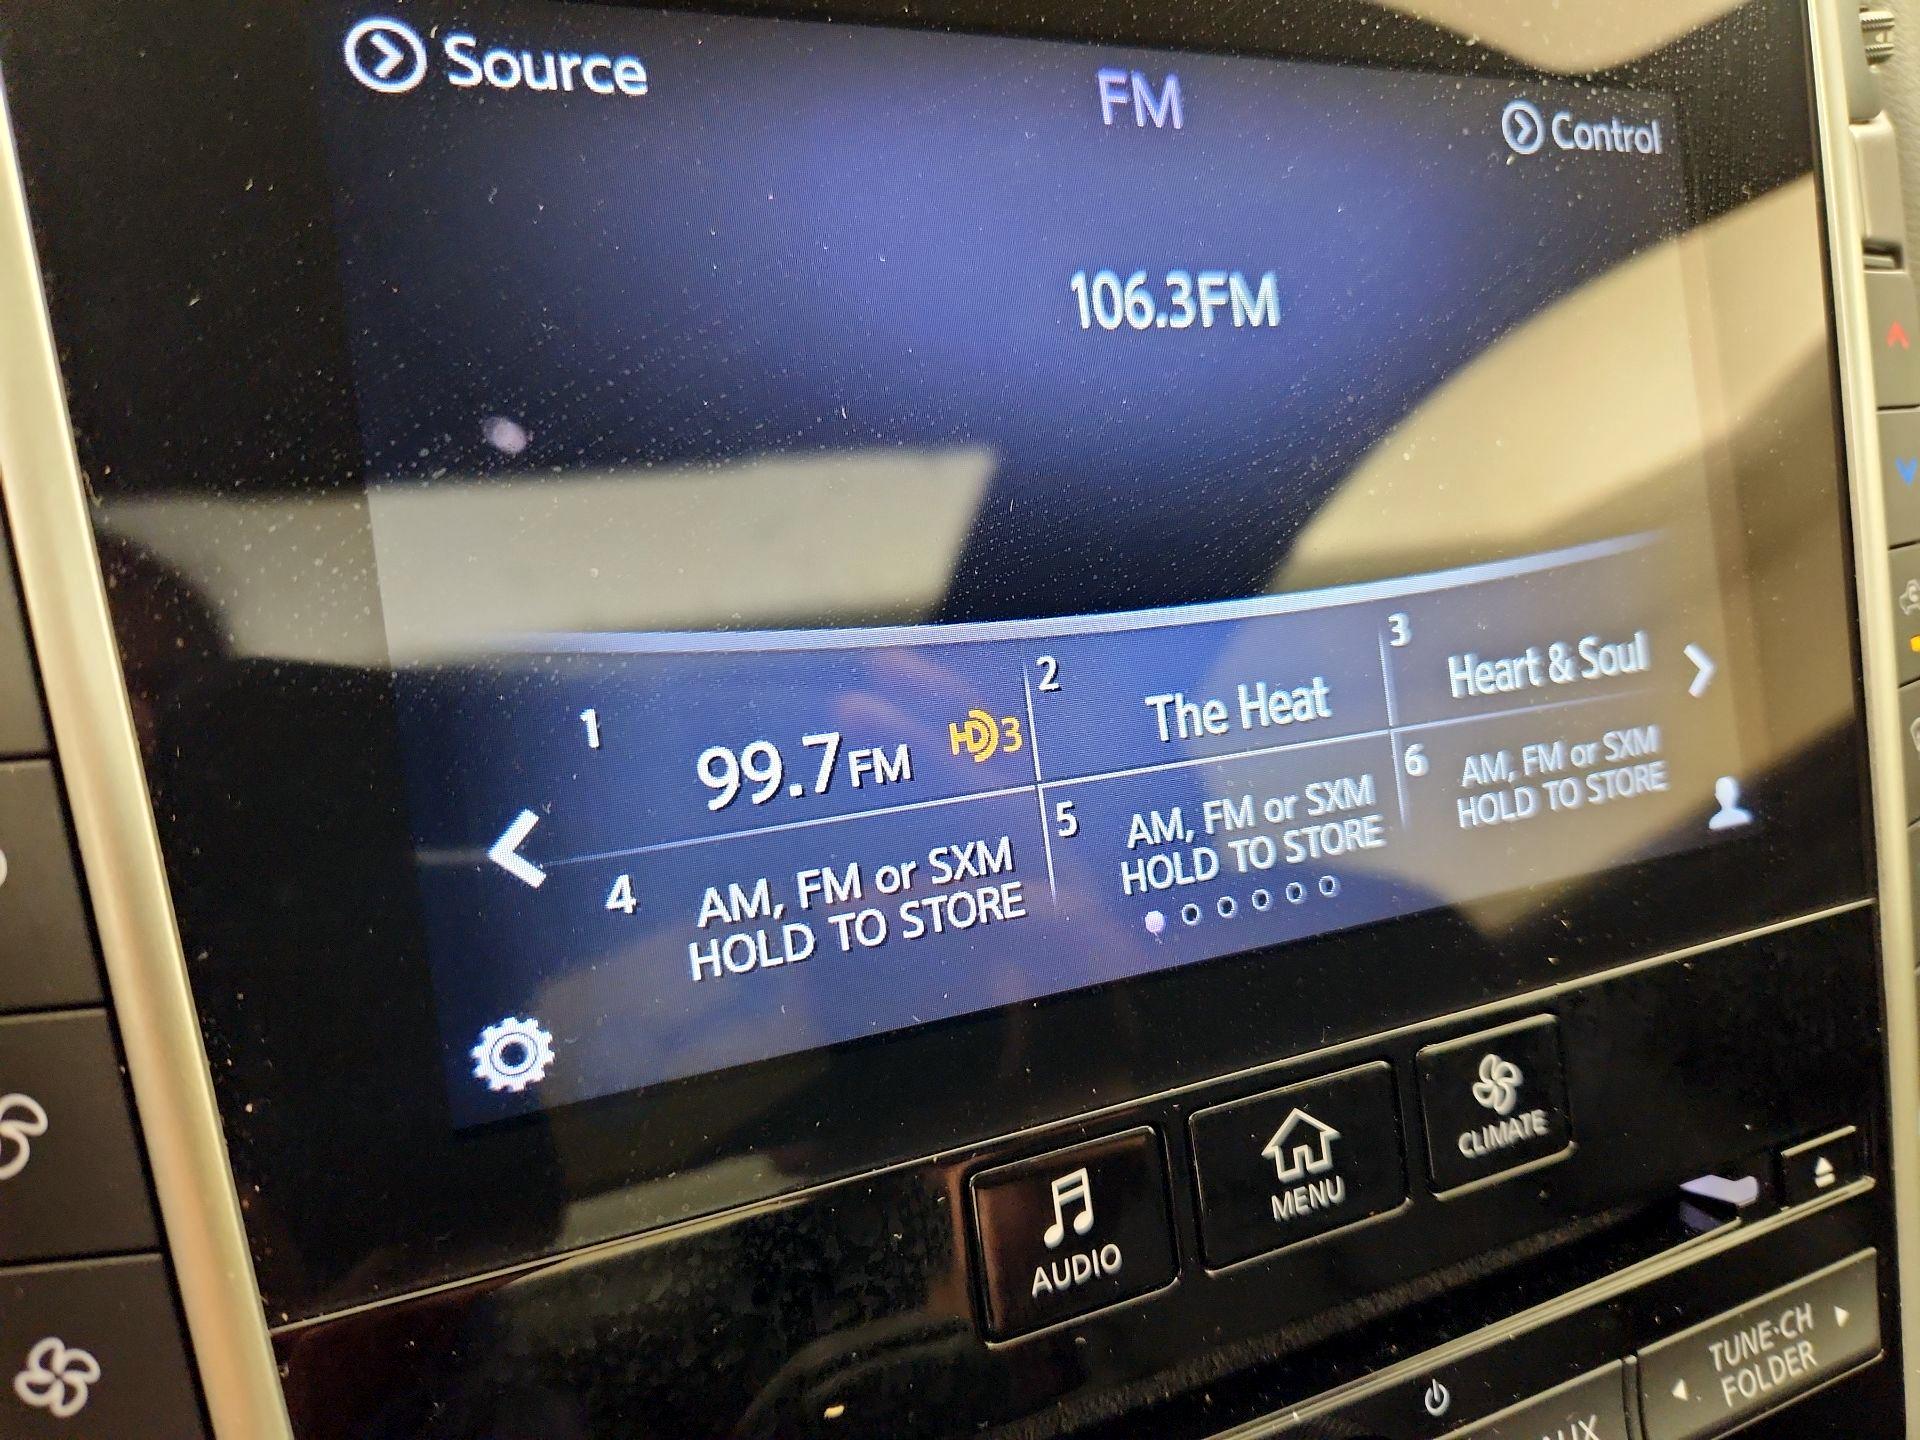 Source
FM
Control
106.3FM
1
99.7FM
HD3
2
The Heat
3
Heart & Soul
4
AM, FM or SXM
HOLD TO STORE
5
AM, FM or SXM
HOLD TO STORE
6
AM, FM or SXM
HOLD TO STORE
AUDIO
MENU
CLIMATE
TUNE·CH
FOLDER